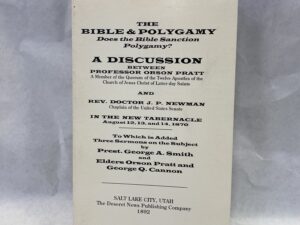 THE
BIBLE & POLYGAMY
Does the Bible Sanction
Polygamy?
A DISCUSSION
BETWEEN
PROFESSOR ORSON PRATT
A Member of the Quorum of the Twelve Apostles of the
Church of Jesus Christ of Latter-day Saints
AND
REV. DOCTOR J. P. NEWMAN
Chaplain of the United States Senate
IN THE NEW TABERNACLE
August 12, 13, and 14, 1870
To Which is Added
Three Sermons on the Subject
by
Prest. George A. Smith
and
Elders Orson Pratt and
George Q. Cannon
SALT LAKE CITY, UTAH
The Deseret News Publishing Company
1892